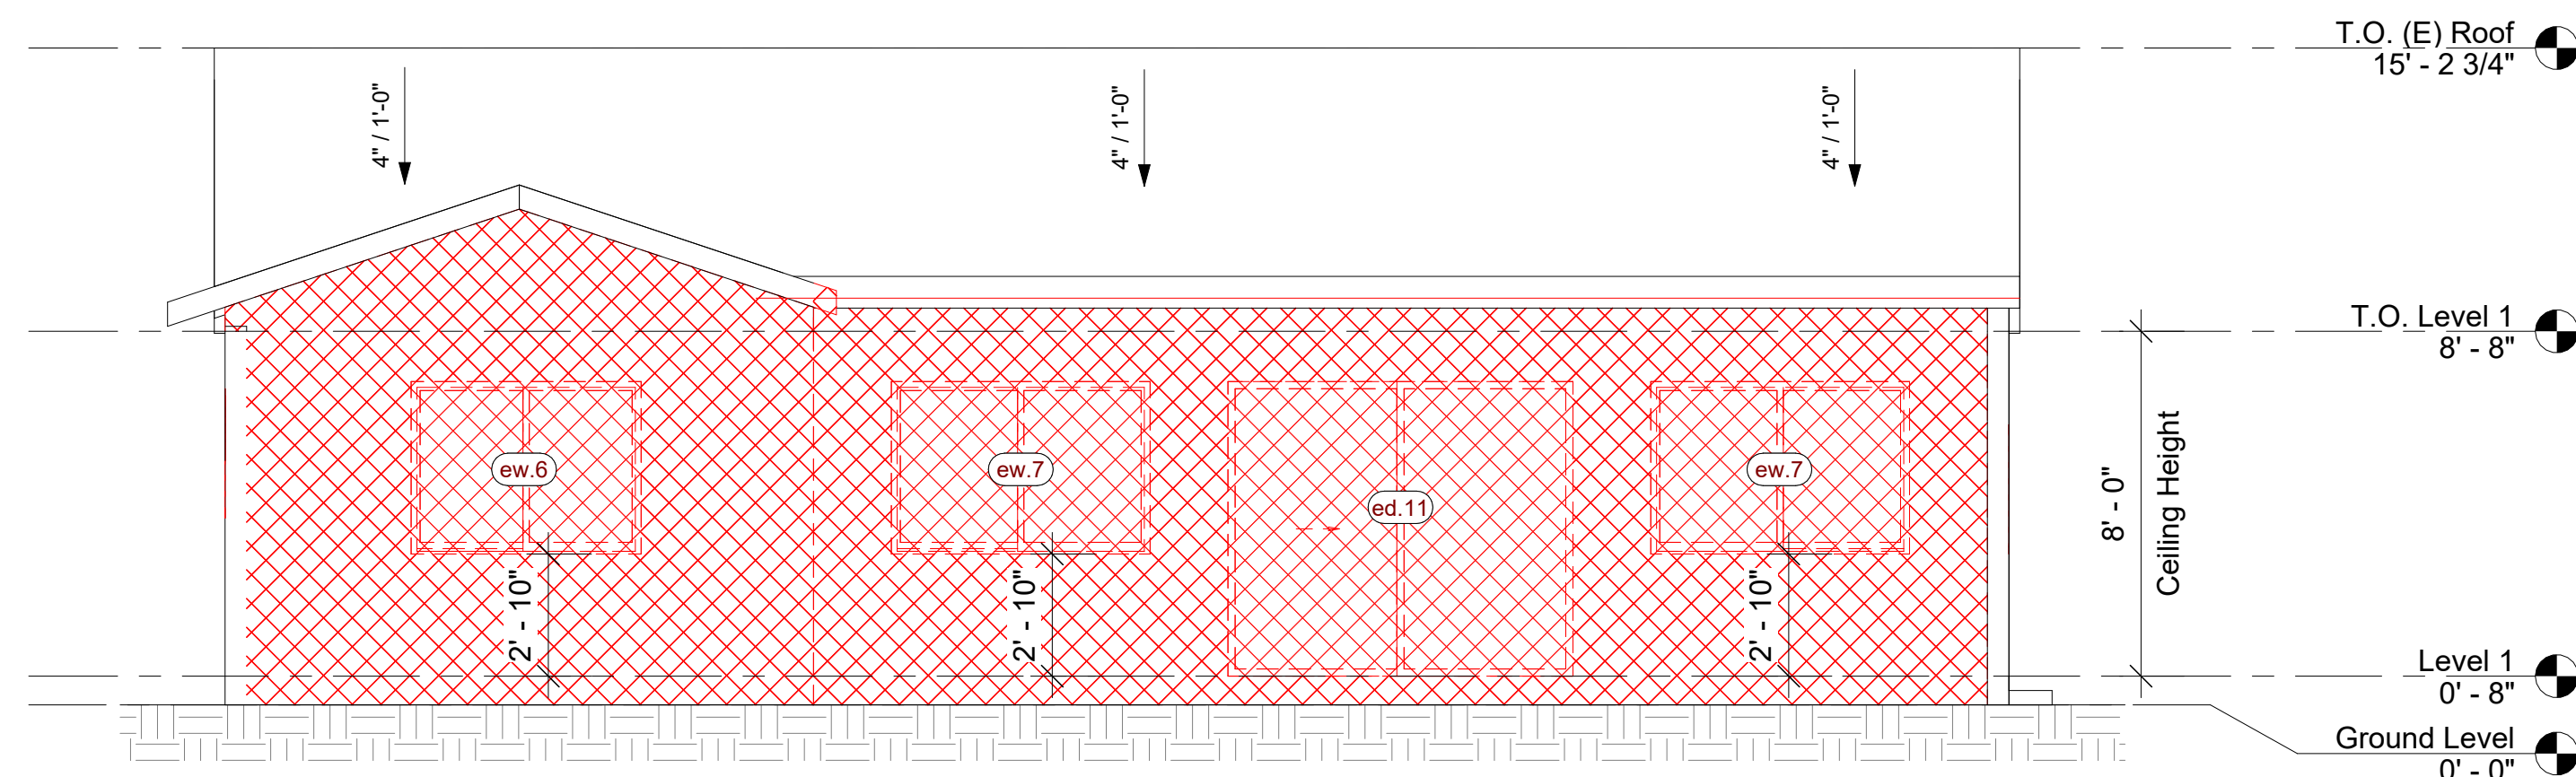 T.O. (E) Roof
15' - 2 3/4"
4" / 1'-0"
4" / 1'-0"
4" / 1'-0"
T.O. Level 1
8' - 8"
ew.6
ew.7
ed.11
ew.7
8' - 0"
Ceiling Height
2' - 10"
2' - 10"
2' - 10"
Level 1
0' - 8"
Ground Level
0' - 0"